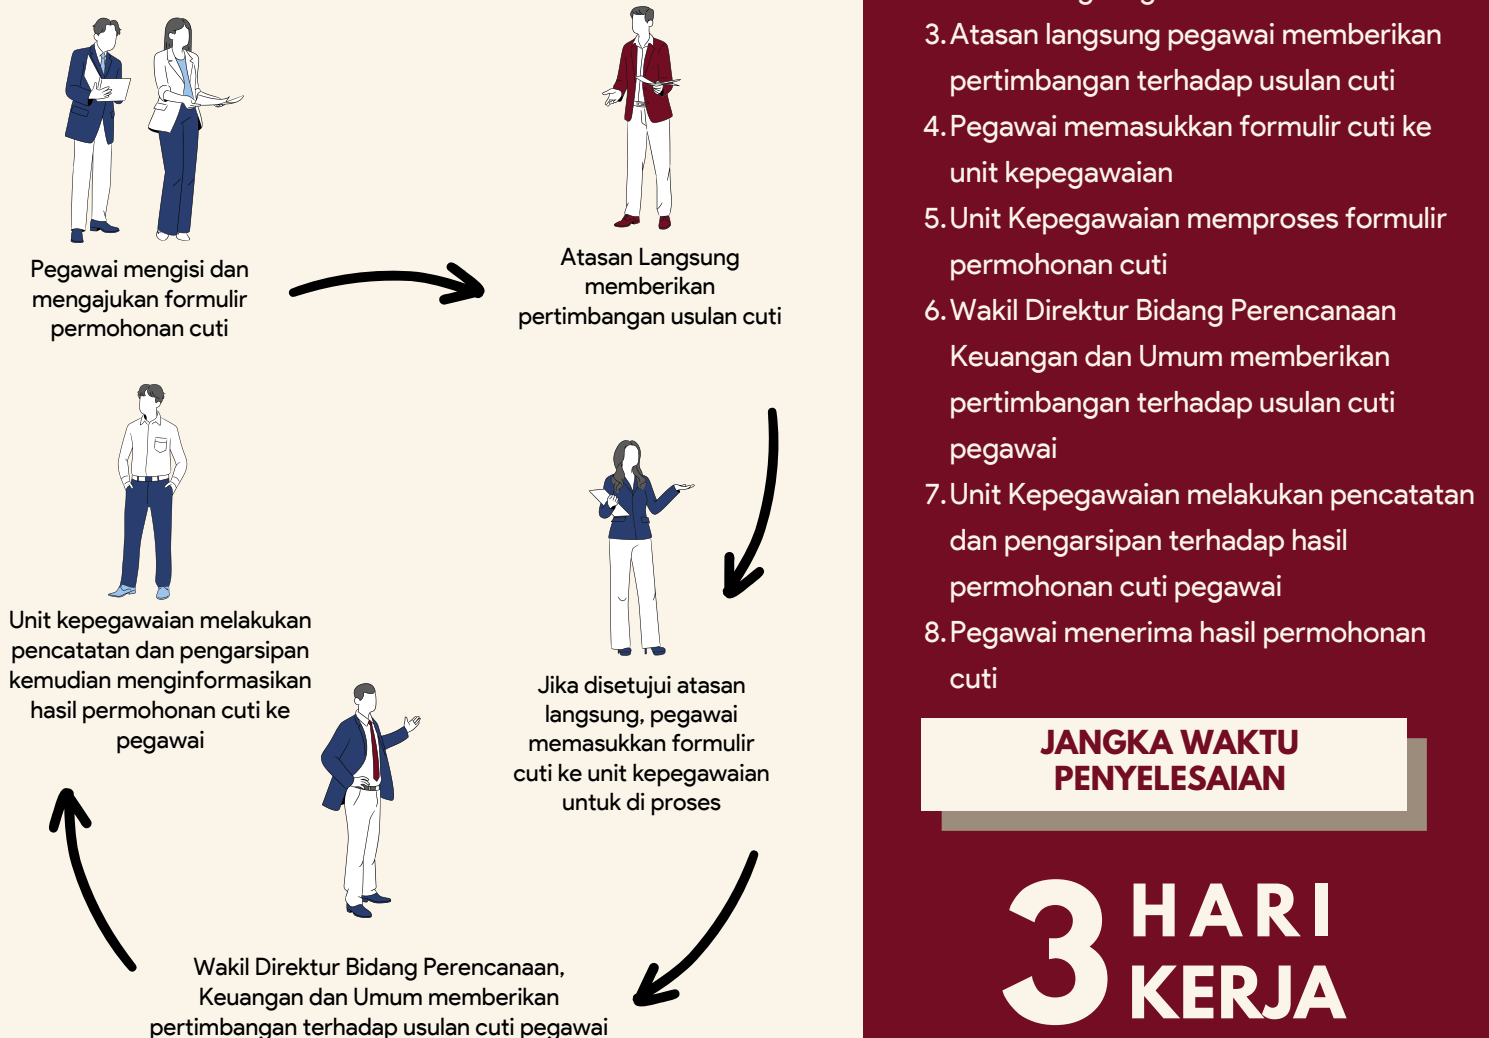 Pegawai mengisi dan
mengajukan formulir
permohonan cuti
Atasan Langsung
memberikan
pertimbangan usulan cuti
Jika disetujui atasan
langsung, pegawai
memasukkan formulir
cuti ke unit kepegawaian
untuk di proses
Wakil Direktur Bidang Perencanaan,
Keuangan dan Umum memberikan
pertimbangan terhadap usulan cuti pegawai
Unit kepegawaian melakukan
pencatatan dan pengarsipan
kemudian menginformasikan
hasil permohonan cuti ke
pegawai
3. Atasan langsung pegawai memberikan
pertimbangan terhadap usulan cuti
4. Pegawai memasukkan formulir cuti ke
unit kepegawaian
5. Unit Kepegawaian memproses formulir
permohonan cuti
6. Wakil Direktur Bidang Perencanaan
Keuangan dan Umum memberikan
pertimbangan terhadap usulan cuti
pegawai
7. Unit Kepegawaian melakukan pencatatan
dan pengarsipan terhadap hasil
permohonan cuti pegawai
8. Pegawai menerima hasil permohonan
cuti
JANGKA WAKTU
PENYELESAIAN
3 HARI
KERJA